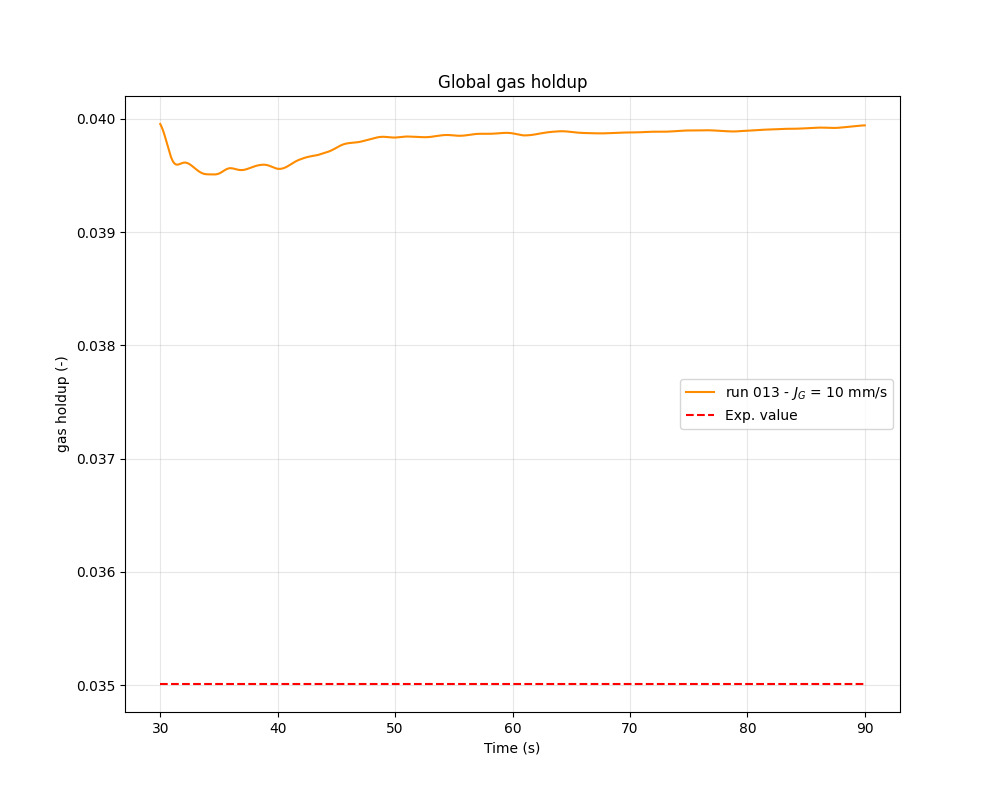 Global gas holdup
0.040
0.039
0.038
0.037
0.036
0.035
gas holdup (-)
run 013 - J_G = 10 mm/s
Exp. value
30 40 50 60 70 80 90
Time (s)